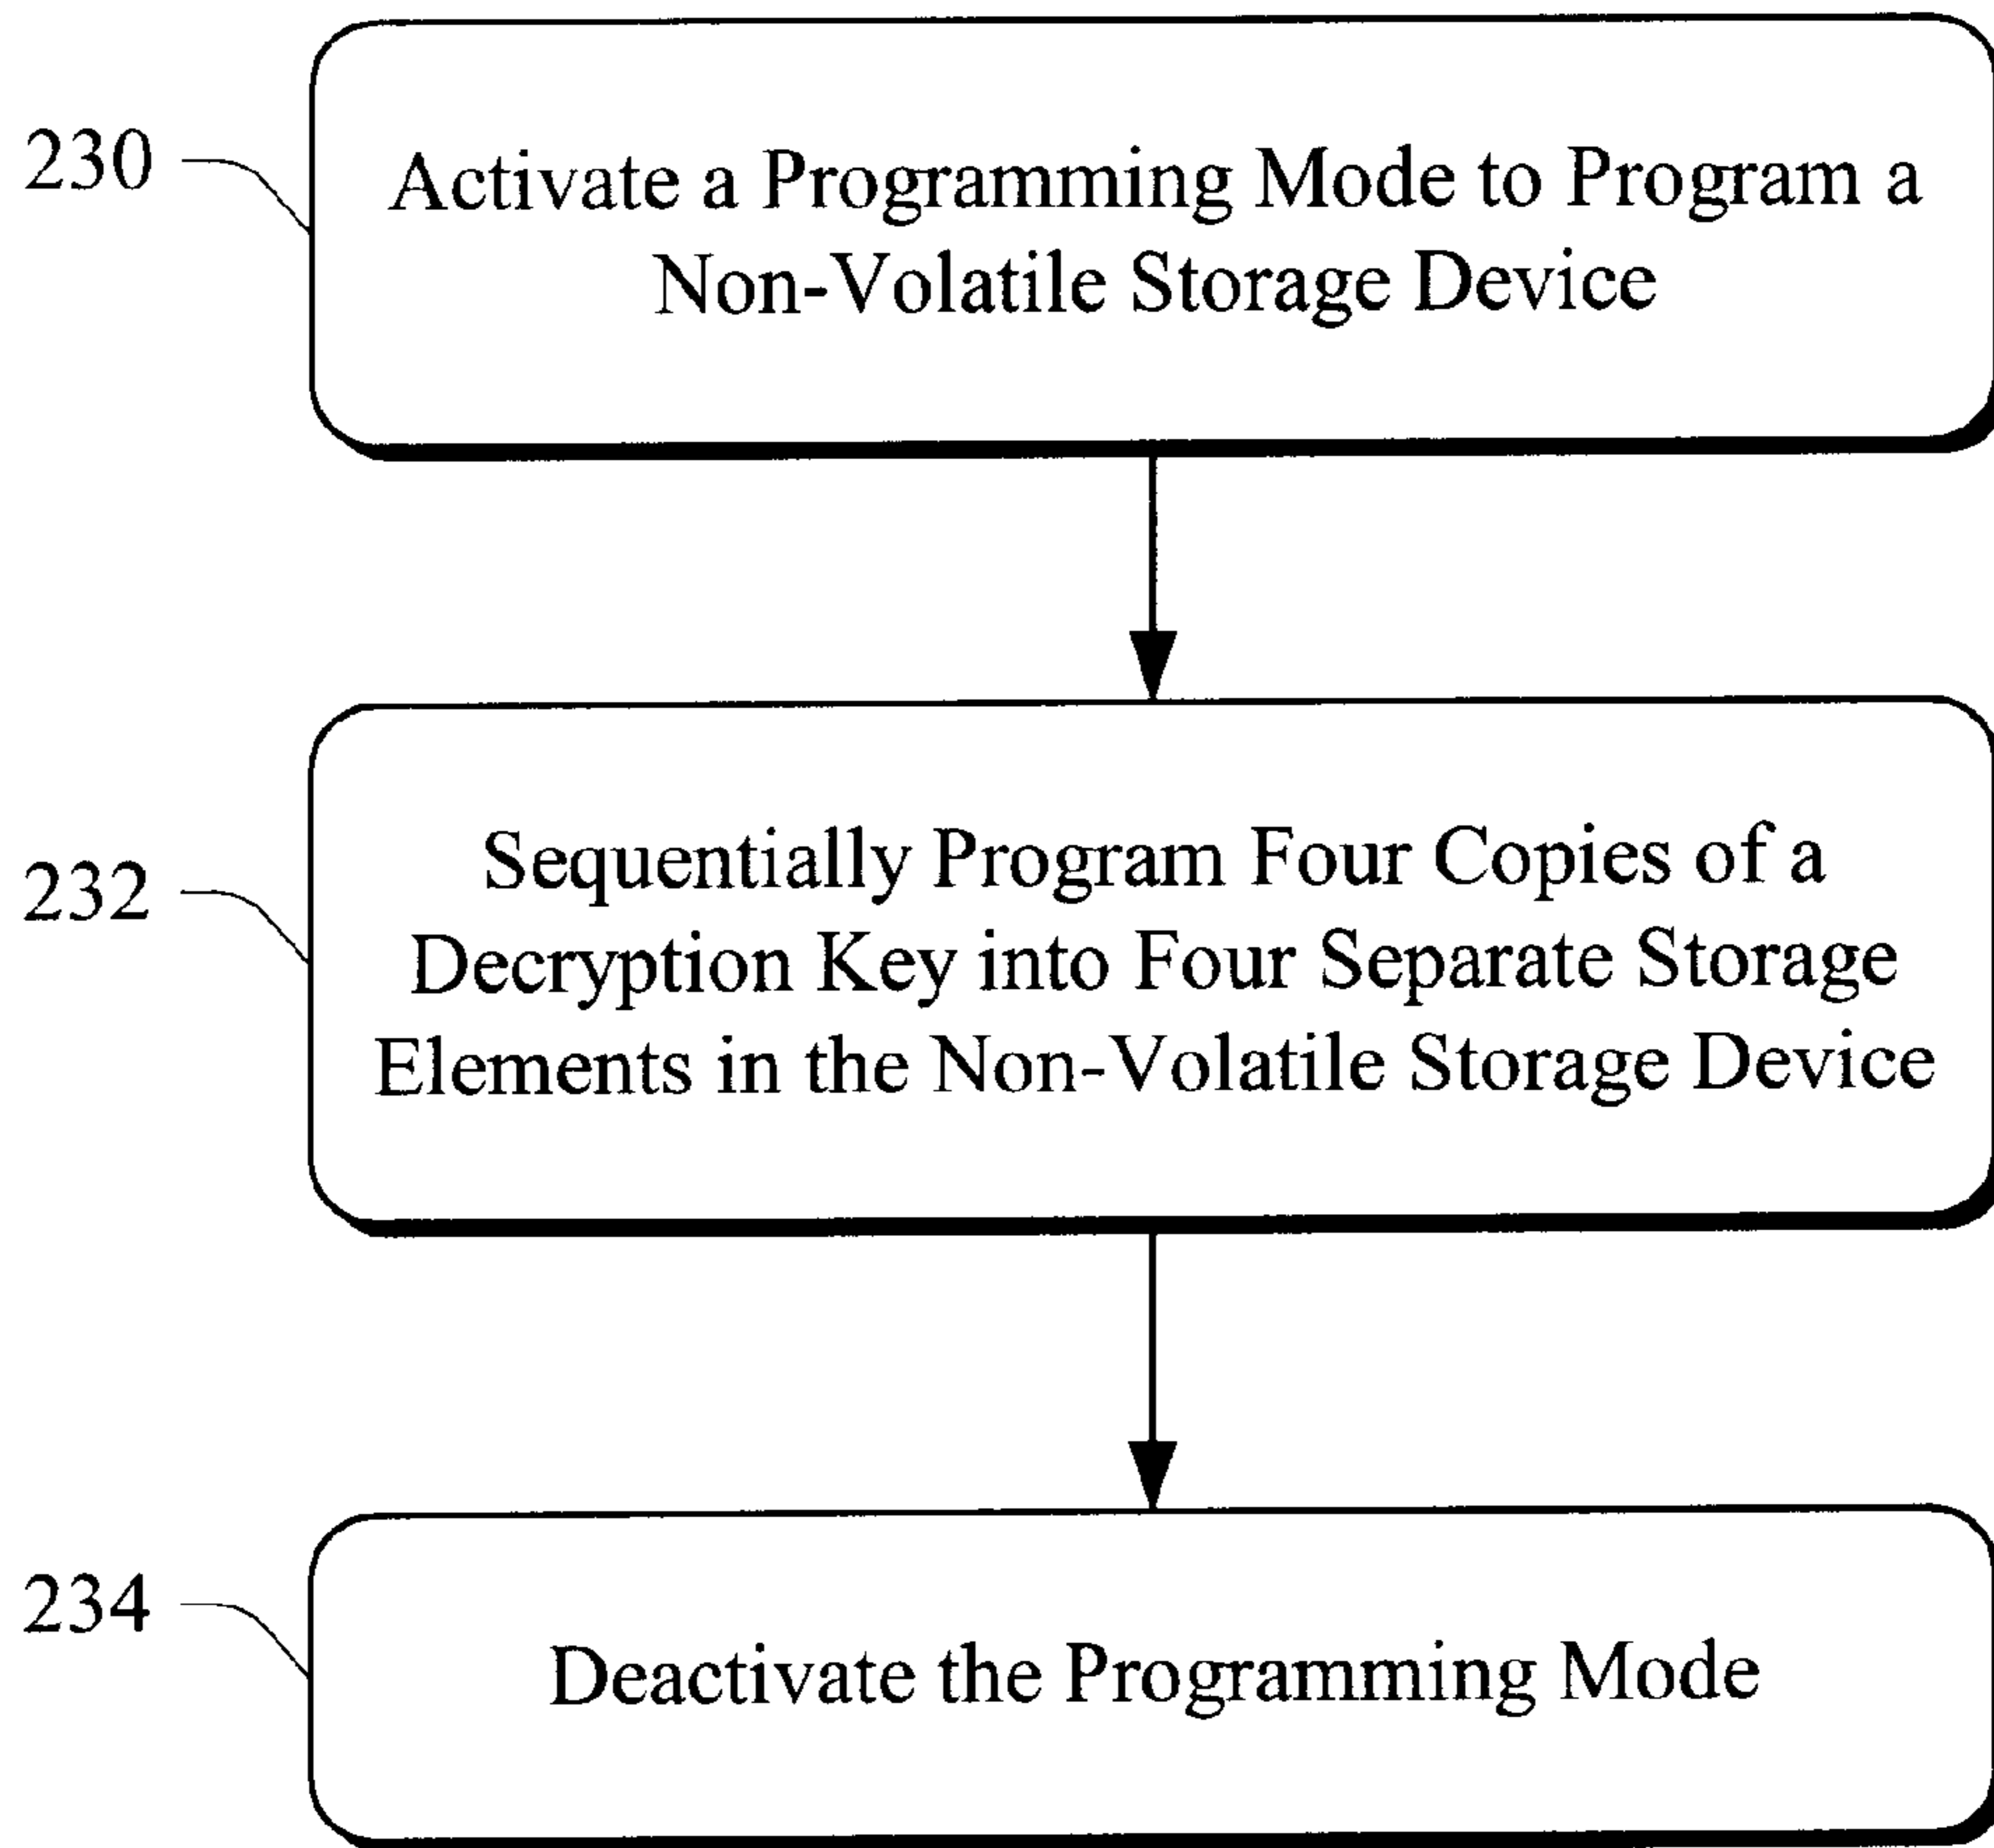 230
Activate a Programming Mode to Program a
Non-Volatile Storage Device
232
Sequentially Program Four Copies of a
Decryption Key into Four Separate Storage
Elements in the Non-Volatile Storage Device
234
Deactivate the Programming Mode